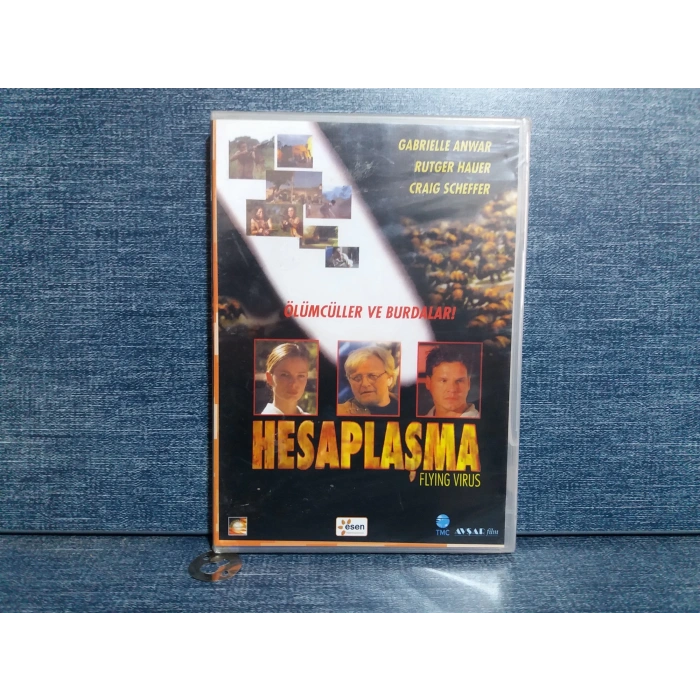 GABRIELLE ANWAR
RUTGER HAUER
CRAIG SCHEFFER
ÖLÜMCÜLLER VE BURDALAR!
HESAPLAŞMA
FLYING VIRUS
esen
TMC
AVŞAR film